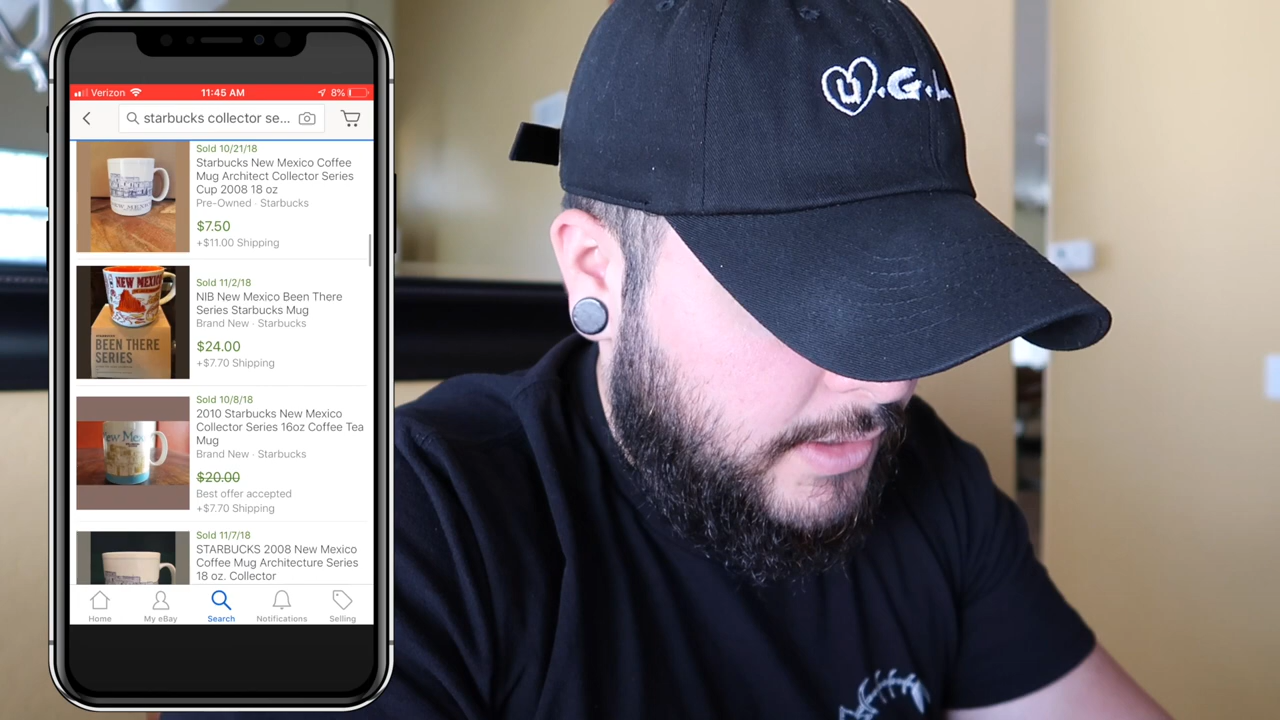 Verizon 11:45 AM 8%
starbucks collector se...
Sold 10/21/18
Starbucks New Mexico Coffee
Mug Architect Collector Series
Cup 2008 18 oz
Pre-Owned · Starbucks
$7.50
+$11.00 Shipping
NEW MEXICO
Sold 11/2/18
NIB New Mexico Been There
Series Starbucks Mug
Brand New · Starbucks
$24.00
+$7.70 Shipping
NEW MEXICO
BEEN THERE
SERIES
Sold 10/8/18
2010 Starbucks New Mexico
Collector Series 16oz Coffee Tea
Mug
Brand New · Starbucks
$20.00
Best offer accepted
+$7.70 Shipping
New Mex
Sold 11/7/18
STARBUCKS 2008 New Mexico
Coffee Mug Architecture Series
18 oz. Collector
Home My eBay Search Notifications Selling
U.G.L